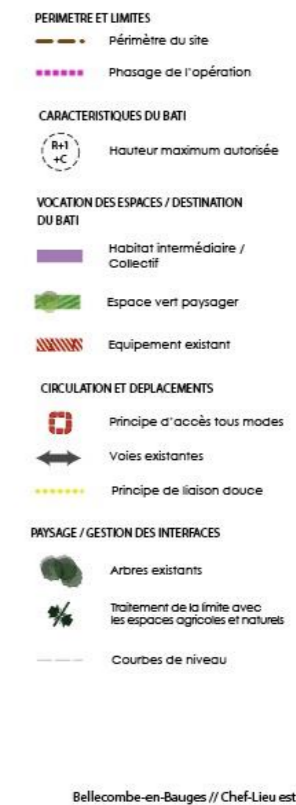 PERIMETRE ET LIMITES
Périmètre du site
Phasage de l'opération
CARACTERISTIQUES DU BATI
R+1
+C
Hauteur maximum autorisée
VOCATION DES ESPACES / DESTINATION
DU BATI
Habitat intermédiaire /
Collectif
Espace vert paysager
Equipement existant
CIRCULATION ET DEPLACEMENTS
Principe d'accès tous modes
Voies existantes
Principe de liaison douce
PAYSAGE / GESTION DES INTERFACES
Arbres existants
Traitement de la limite avec
les espaces agricoles et naturels
Courbes de niveau
Bellecombe-en-Bauges // Chef-Lieu est